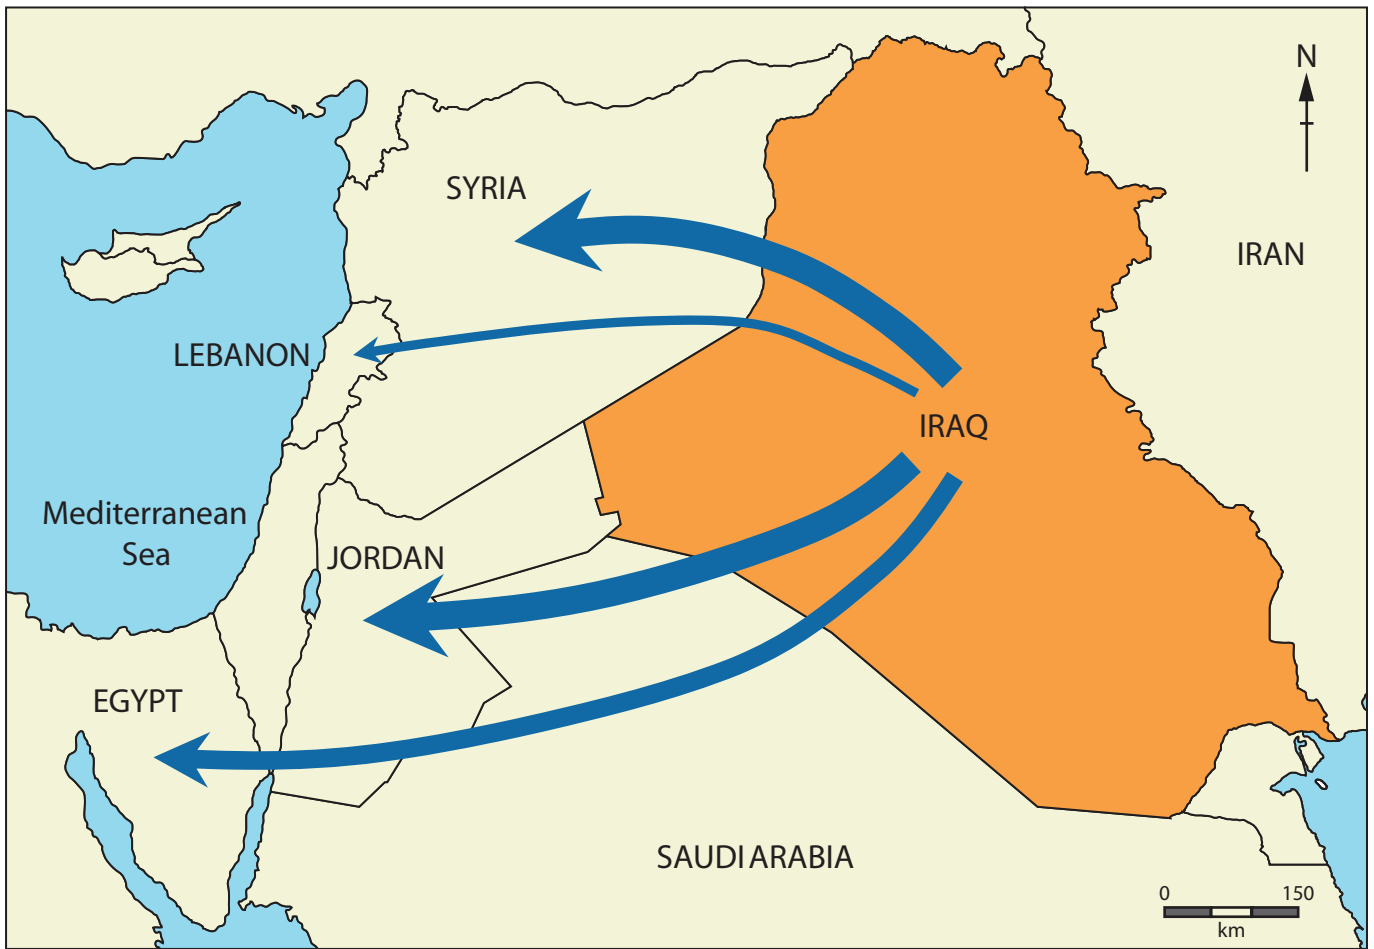 N
SYRIA
IRAN
LEBANON
IRAQ
Mediterranean
Sea
JORDAN
EGYPT
SAUDI ARABIA
0 150
km